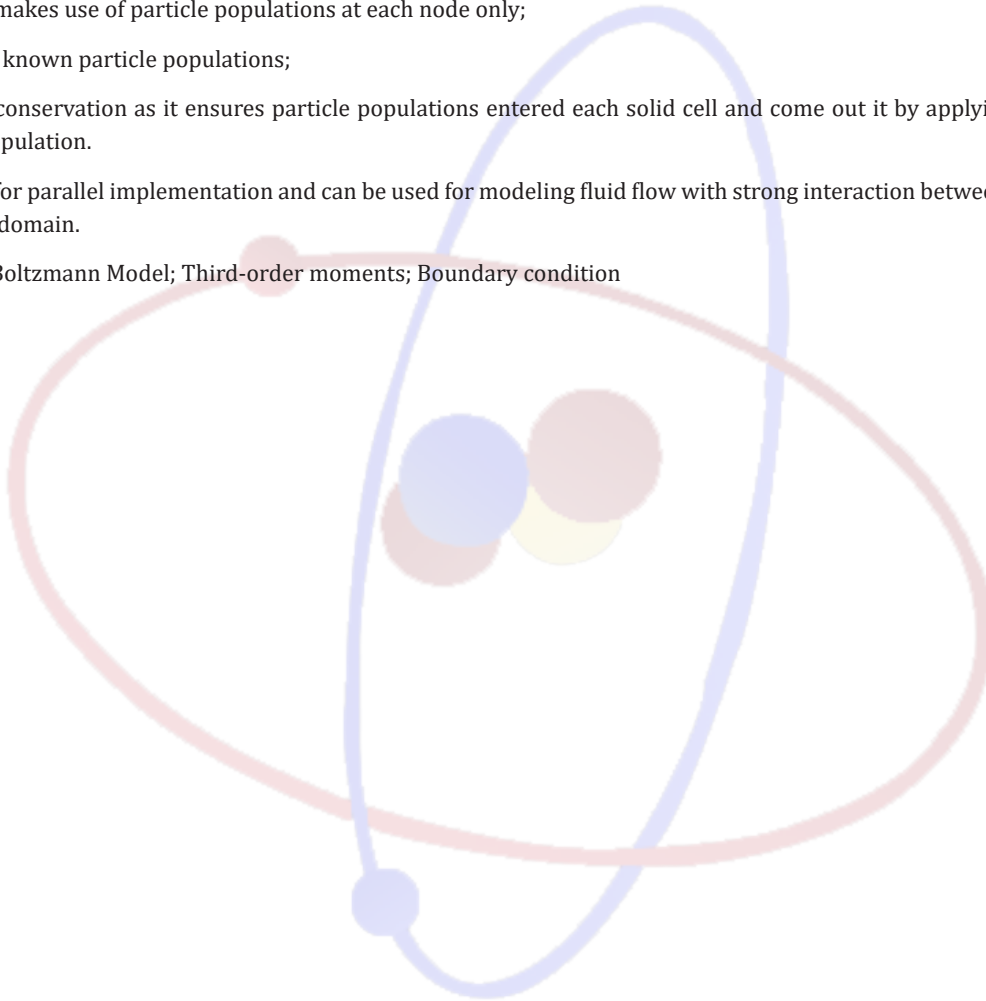 makes use of particle populations at each node only;
known particle populations;
conservation as it ensures particle populations entered each solid cell and come out it by applyi
pulation.
for parallel implementation and can be used for modeling fluid flow with strong interaction betwe
domain.
Boltzmann Model; Third-order moments; Boundary condition